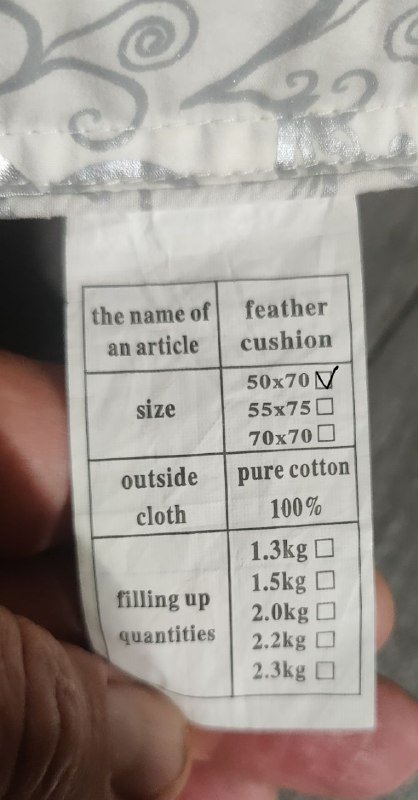 the name of
an article
feather
cushion
size
50x70 ☑
55x75 ☐
70x70 ☐
outside
cloth
pure cotton
100%
filling up
quantities
1.3kg ☐
1.5kg ☐
2.0kg ☐
2.2kg ☐
2.3kg ☐